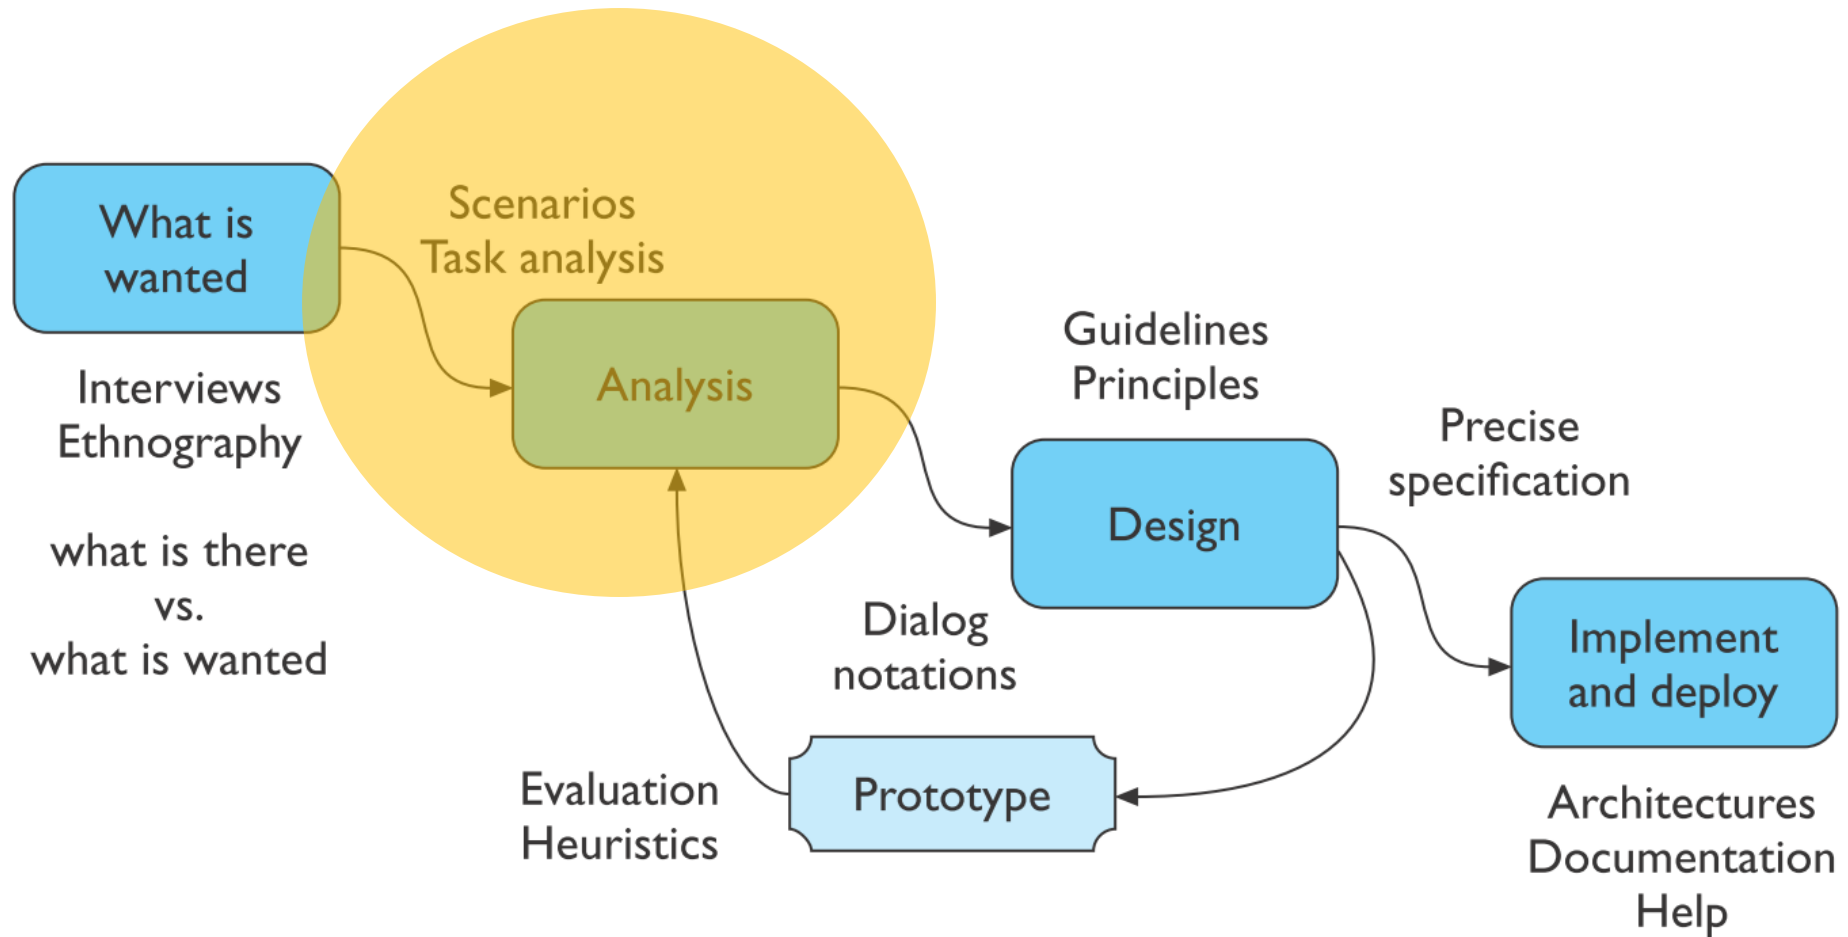 What is
wanted
Interviews
Ethnography
what is there
vs.
what is wanted
Scenarios
Task analysis
Analysis
Guidelines
Principles
Design
Precise
specification
Dialog
notations
Prototype
Evaluation
Heuristics
Implement
and deploy
Architectures
Documentation
Help